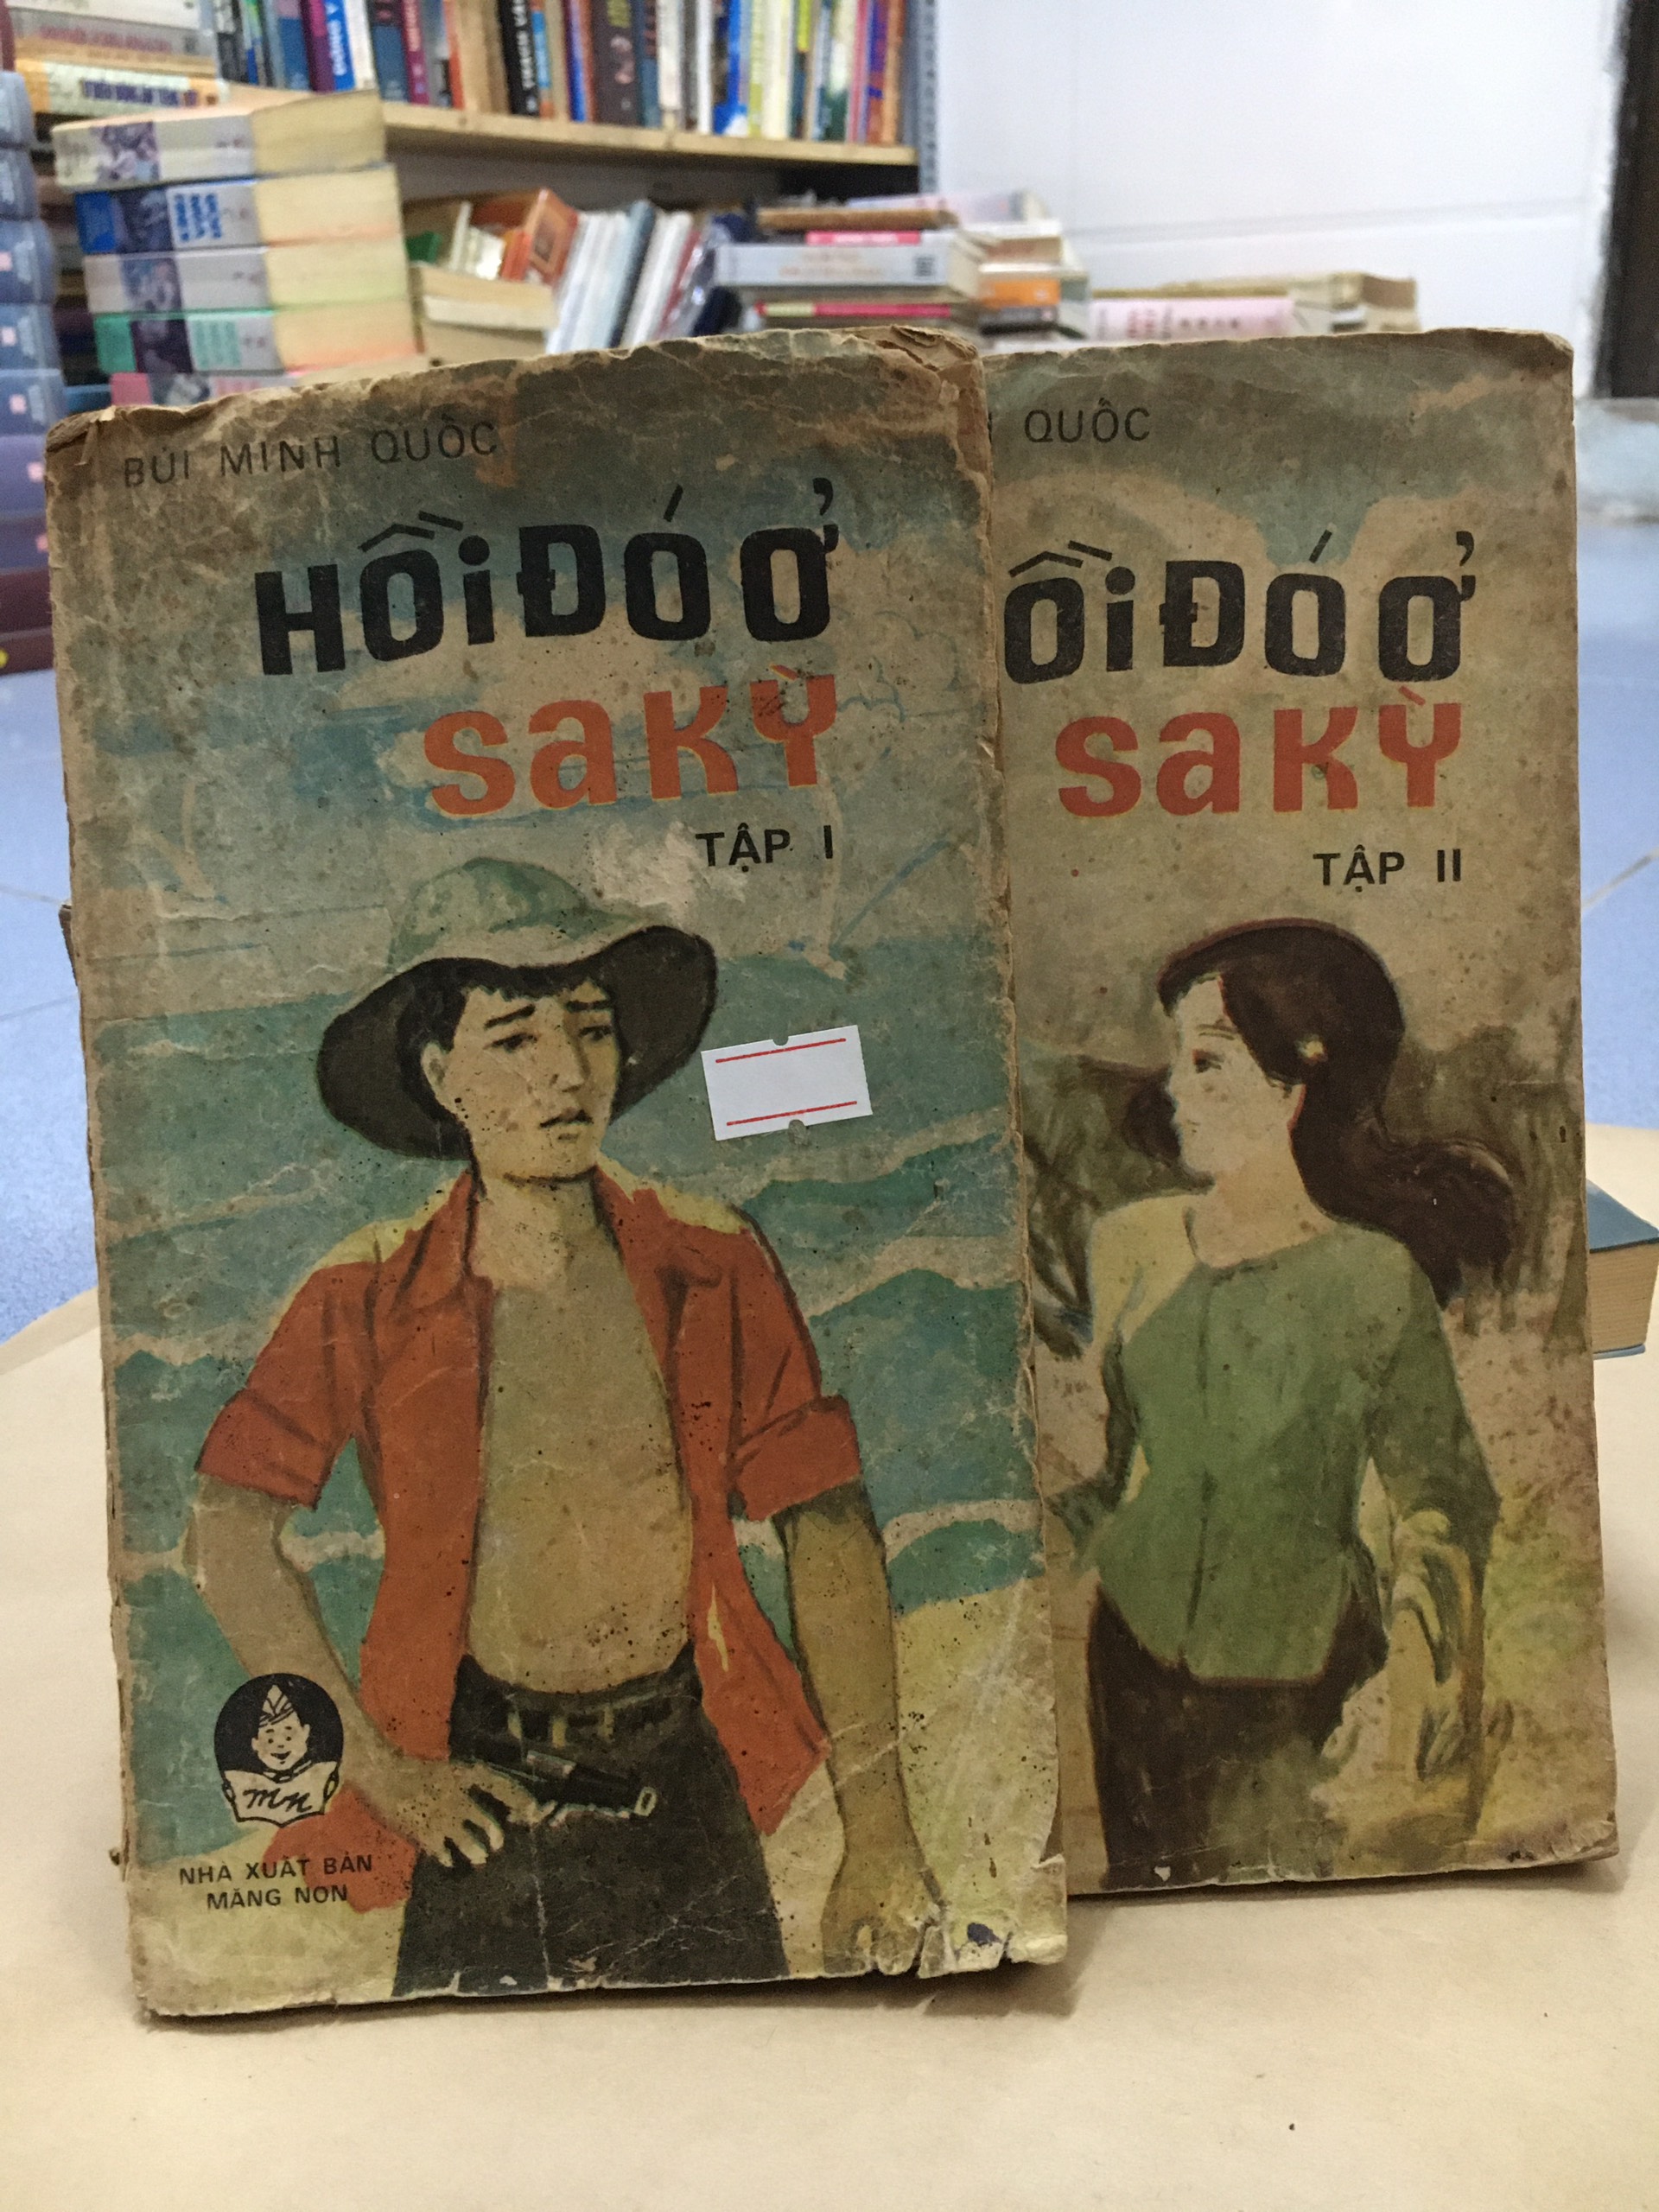 BÙI MINH QUỐC
HỒI ĐÓ Ở
SA KỲ
TẬP I
MN
NHÀ XUẤT BẢN
MĂNG NON
QUỐC
ỒI ĐÓ Ở
SA KỲ
TẬP II